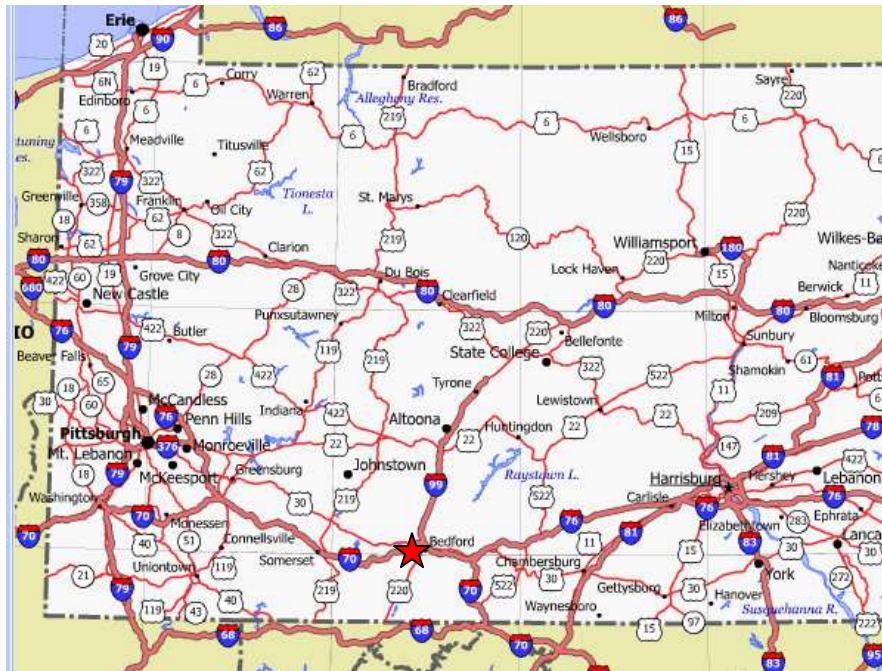 86
86
Erie
90
20
19
6N
6
Corry
62
Warren
Bradford
Sayre
Edinboro
Allegheny Res.
219
220
6
6
6
6
Wellsboro
15
Meadville
Titusville
tuning
es.
322
79
322
62
Tionesta
L.
Greenville
358
Franklin
Oil City
St. Marys
18
62
8
322
219
120
220
Sharon
62
Clarion
Williamsport
180
Wilkes-Ba
80
80
220
Lock Haven
15
Nanticoke
422
60
19
Grove City
Du Bois
11
680
28
322
80
Clearfield
Berwick
New Castle
80
Milton
80
Bloomsburg
76
Punxsutawney
IO
422
Butler
322
220
Bellefonte
Sunbury
79
119
219
State College
Beaver Falls
322
522
Shamokin
61
28
422
Tyrone
11
81
Pott
18
65
McCandless
Lewistown
30
60
76
Penn Hills
Indiana
422
Altoona
22
209
6
Pittsburgh
376
Monroeville
22
22
Huntingdon
22
78
Mt. Lebanon
147
18
79
McKeesport
Greensburg
Johnstown
Raystown L.
Harrisburg
81
Hershey
422
Lebanon
Washington
30
219
99
522
Carlisle
76
76
70
70
Monessen
76
81
Elizabethtown
283
Ephrata
40
51
Connellsville
Bedford
11
83
30
Lanca
Somerset
70
Chambersburg
15
York
21
Uniontown
119
219
220
70
522
30
Gettysburg
30
272
79
119
40
Waynesboro
Hanover
43
Susquehanna R.
68
68
70
15
97
222
83
95